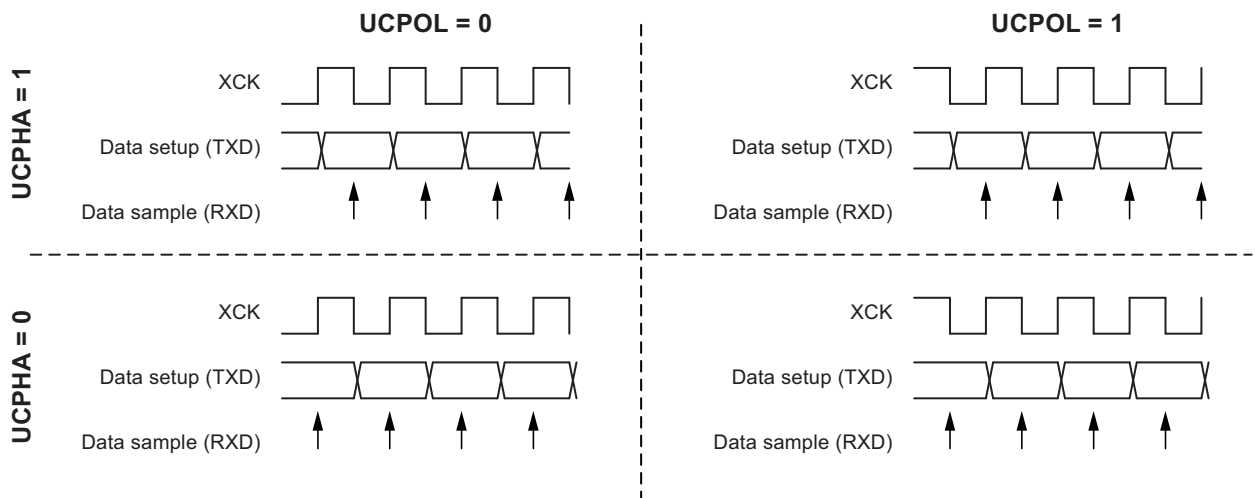 UCPOL = 0
UCPOL = 1
UCPHA = 1
XCK
Data setup (TXD)
Data sample (RXD)
XCK
Data setup (TXD)
Data sample (RXD)
UCPHA = 0
XCK
Data setup (TXD)
Data sample (RXD)
XCK
Data setup (TXD)
Data sample (RXD)